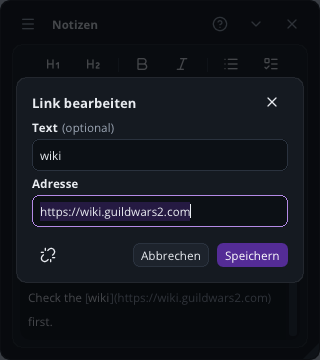 Notizen
H1 H2 B I
Link bearbeiten
Text (optional)
wiki
Adresse
https://wiki.guildwars2.com
Abbrechen Speichern
Check the [wiki](https://wiki.guildwars2.com)
first.